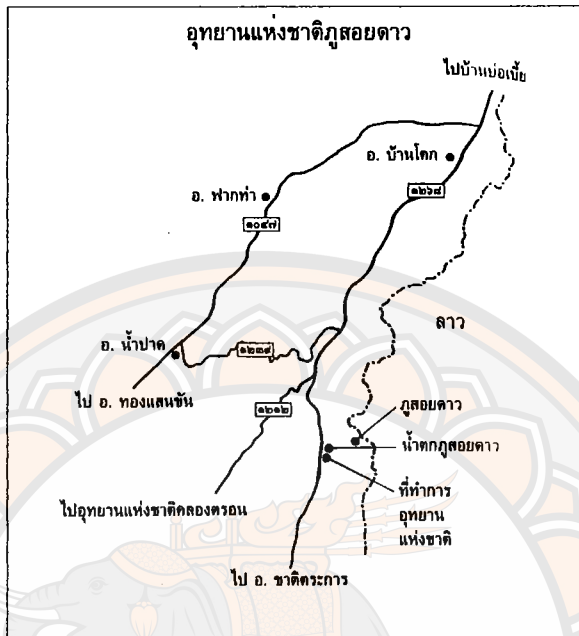 อุทยานแห่งชาติภูสอยดาว
ไปบ้านบ่อเบี้ย
อ. บ้านโคก
๑๒๖๘
อ. ฟากท่า
๑๐๔๗
ลาว
อ. น้ำปาด
๑๒๓๙
ไป อ. ทองแสนขัน
๑๒๑๒
ภูสอยดาว
น้ำตกภูสอยดาว
ที่ทำการ
อุทยาน
แห่งชาติ
ไปอุทยานแห่งชาติคลองตรอน
ไป อ. ชาติตระการ